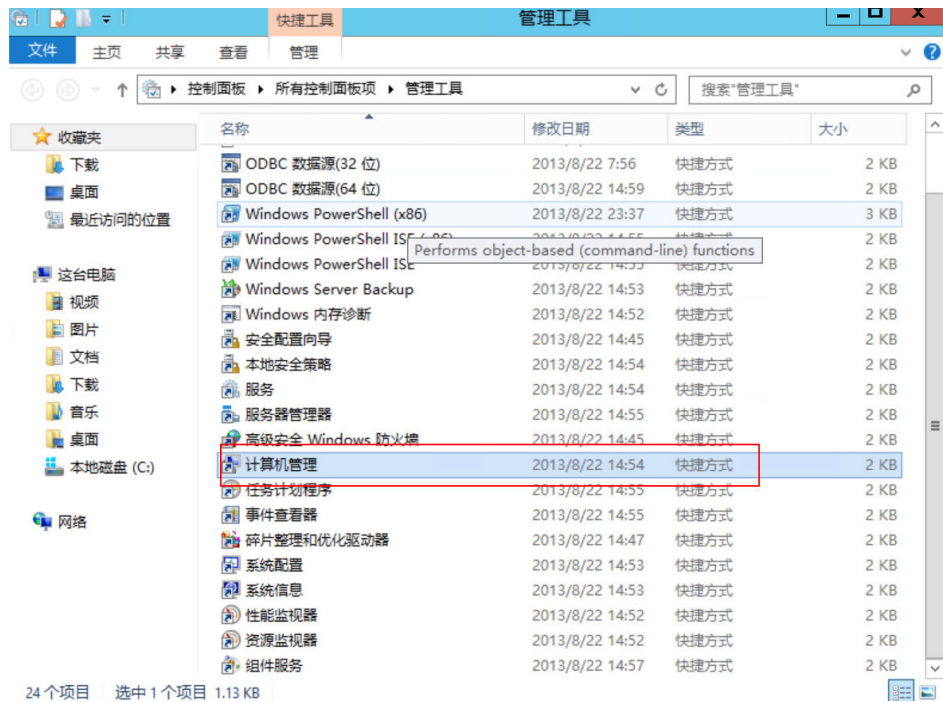 快捷工具 管理工具
文件 主页 共享 查看 管理
控制面板 所有控制面板项 管理工具 搜索"管理工具"
名称 修改日期 类型 大小
收藏夹
下载
桌面
最近访问的位置
这台电脑
视频
图片
文档
下载
音乐
桌面
本地磁盘 (C:)
网络
ODBC 数据源(32 位) 2013/8/22 7:56 快捷方式 2 KB
ODBC 数据源(64 位) 2013/8/22 14:59 快捷方式 2 KB
Windows PowerShell (x86) 2013/8/22 23:37 快捷方式 3 KB
Windows PowerShell ISE (x86) 2013/8/22 14:55 快捷方式 2 KB
Performs object-based (command-line) functions
Windows PowerShell ISE 2013/8/22 14:55 快捷方式 2 KB
Windows Server Backup 2013/8/22 14:53 快捷方式 2 KB
Windows 内存诊断 2013/8/22 14:52 快捷方式 2 KB
安全配置向导 2013/8/22 14:45 快捷方式 2 KB
本地安全策略 2013/8/22 14:54 快捷方式 2 KB
服务 2013/8/22 14:54 快捷方式 2 KB
服务器管理器 2013/8/22 14:55 快捷方式 2 KB
高级安全 Windows 防火墙 2013/8/22 14:45 快捷方式 2 KB
计算机管理 2013/8/22 14:54 快捷方式 2 KB
任务计划程序 2013/8/22 14:55 快捷方式 2 KB
事件查看器 2013/8/22 14:55 快捷方式 2 KB
碎片整理和优化驱动器 2013/8/22 14:47 快捷方式 2 KB
系统配置 2013/8/22 14:53 快捷方式 2 KB
系统信息 2013/8/22 14:53 快捷方式 2 KB
性能监视器 2013/8/22 14:52 快捷方式 2 KB
资源监视器 2013/8/22 14:52 快捷方式 2 KB
组件服务 2013/8/22 14:57 快捷方式 2 KB
24 个项目 选中 1 个项目 1.13 KB